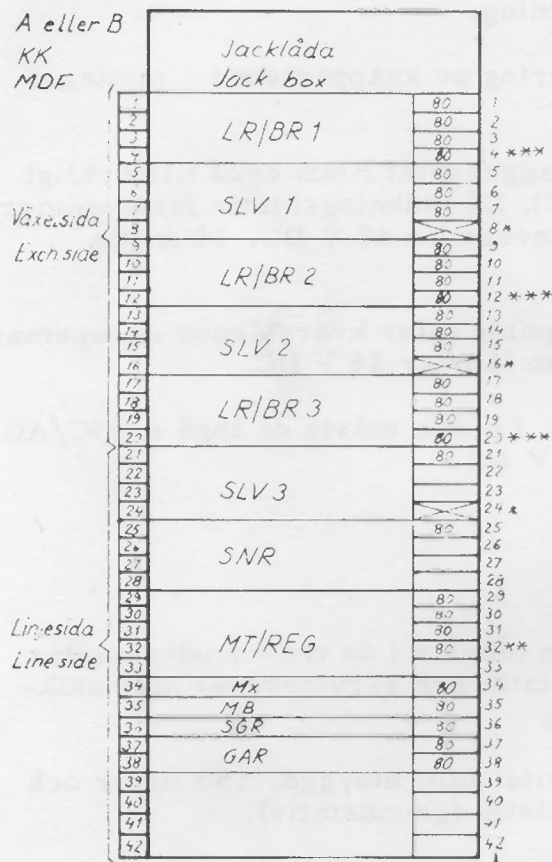 A eller B
KK
MDF
Jacklåda
Jack box
1 80 1
2 80 2
3 LR/BR 1 80 3
4 80 4 ***
5 80 5
6 80 6
7 SLV 1 80 7
Växelsida 8 8*
Exch.side 9 80 9
10 LR/BR 2 80 10
11 80 11
12 80 12 ***
13 80 13
14 80 14
15 SLV 2 80 15
16 16*
17 80 17
18 LR/BR 3 80 18
19 80 19
20 80 20 ***
21 80 21
22 22
23 SLV 3 23
24 24*
25 80 25
26 SNR 26
27 27
28 28
29 80 29
30 80 30
Linjesida 31 80 31
Line side 32 MT/REG 80 32**
33 33
34 Mx 80 34
35 MB 80 35
36 SGR 80 36
37 80 37
38 GAR 80 38
39 39
40 40
41 41
42 42